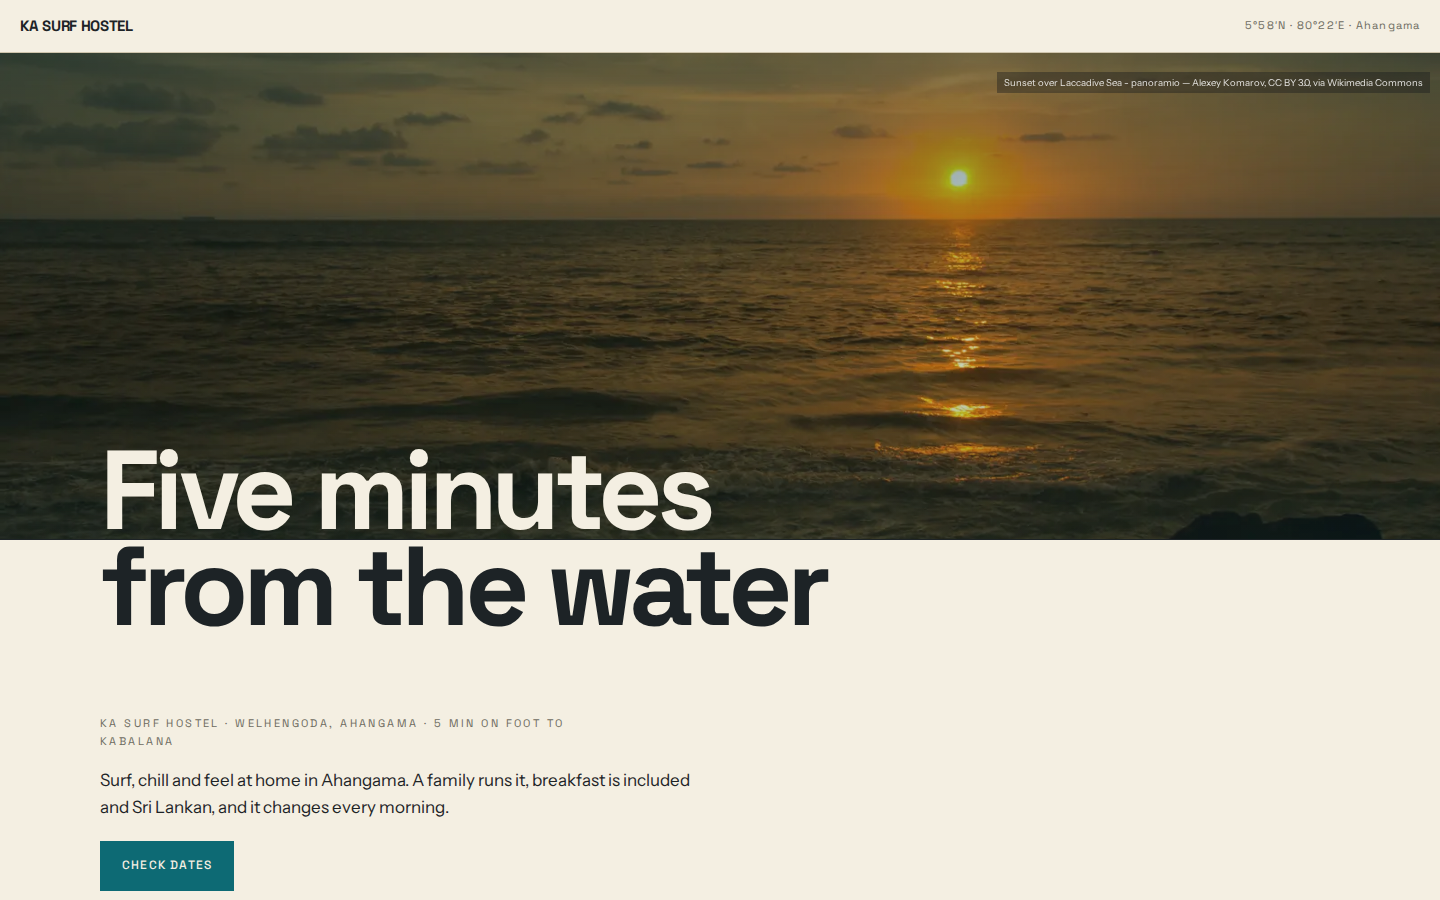 KA SURF HOSTEL
5°58'N · 80°22'E · Ahangama
Sunset over Laccadive Sea - panoramio — Alexey Komarov, CC BY 3.0, via Wikimedia Commons
Five minutes
from the water
KA SURF HOSTEL · WELHENGODA, AHANGAMA · 5 MIN ON FOOT TO
KABALANA
Surf, chill and feel at home in Ahangama. A family runs it, breakfast is included
and Sri Lankan, and it changes every morning.
CHECK DATES